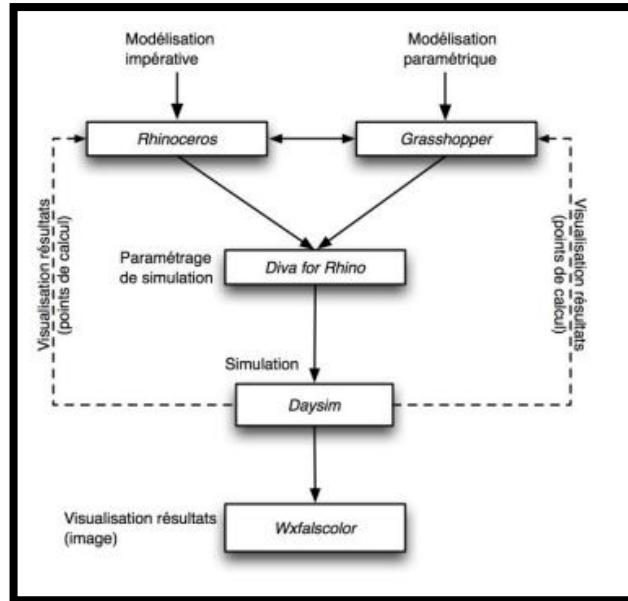 Modélisation
impérative
Modélisation
paramétrique
Rhinoceros
Grasshopper
Visualisation résultats
(points de calcul)
Visualisation résultats
(points de calcul)
Paramétrage
de simulation
Diva for Rhino
Simulation
Daysim
Visualisation résultats
(image)
Wxfalscolor